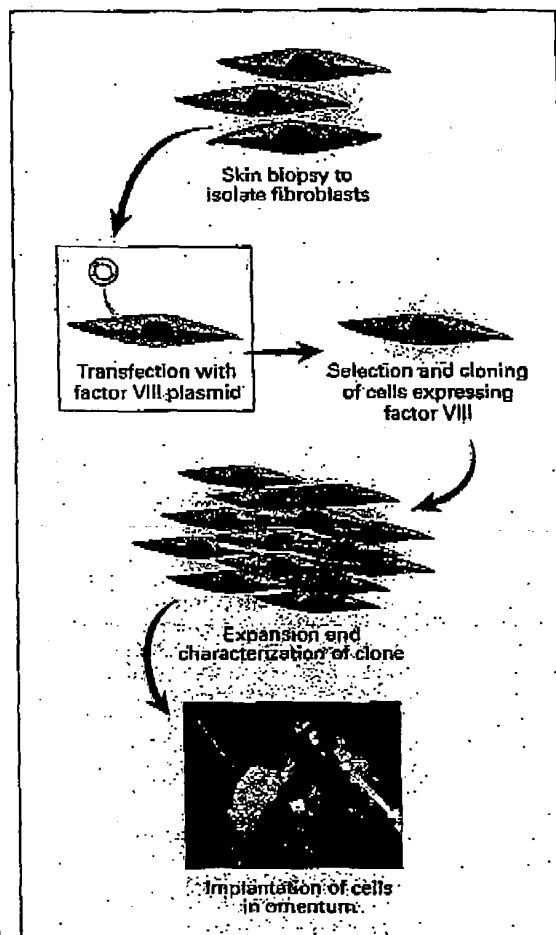 Skin biopsy to
isolate fibroblasts
Transfection with
factor VIII plasmid
Selection and cloning
of cells expressing
factor VIII
Expansion and
characterization of clone
Implantation of cells
in omentum.